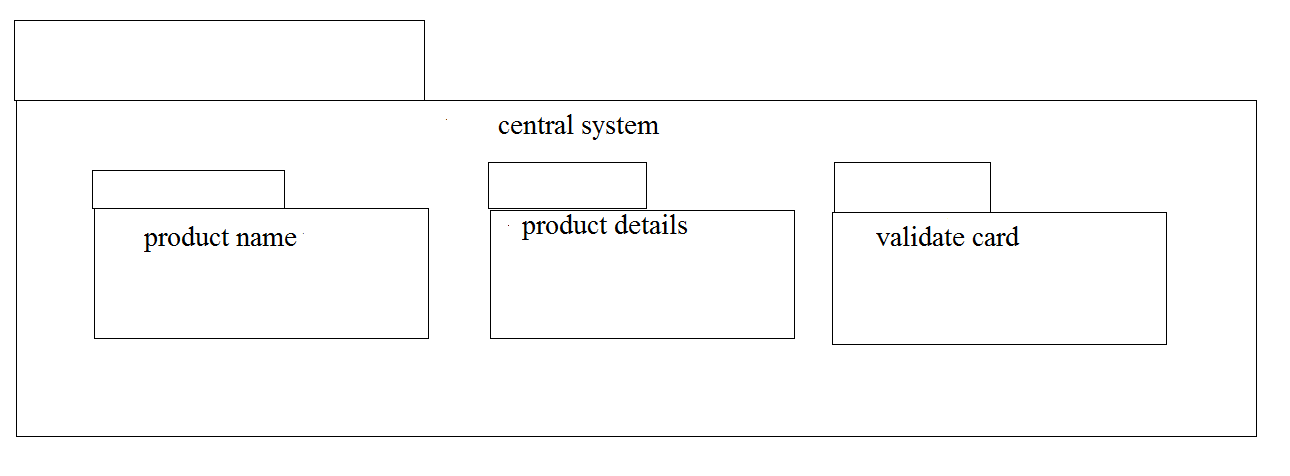 central system
product name
product details
validate card